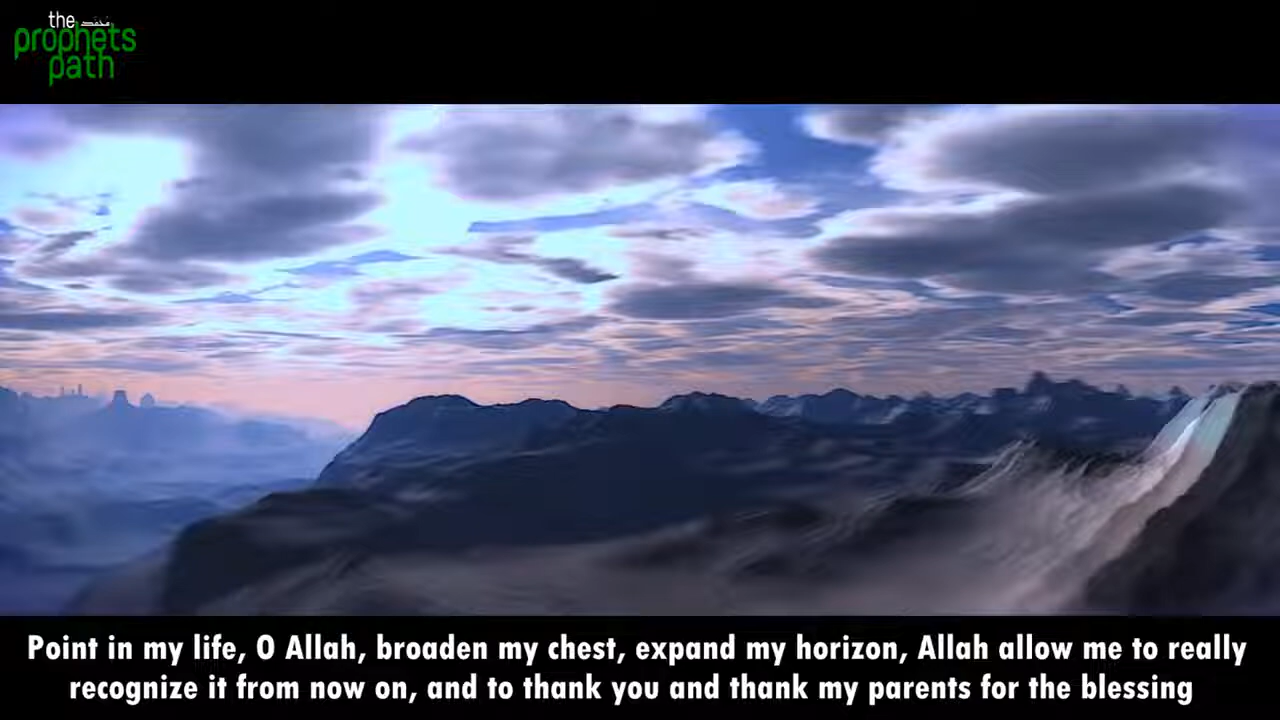 the محمد
prophets
path
Point in my life, O Allah, broaden my chest, expand my horizon, Allah allow me to really
recognize it from now on, and to thank you and thank my parents for the blessing